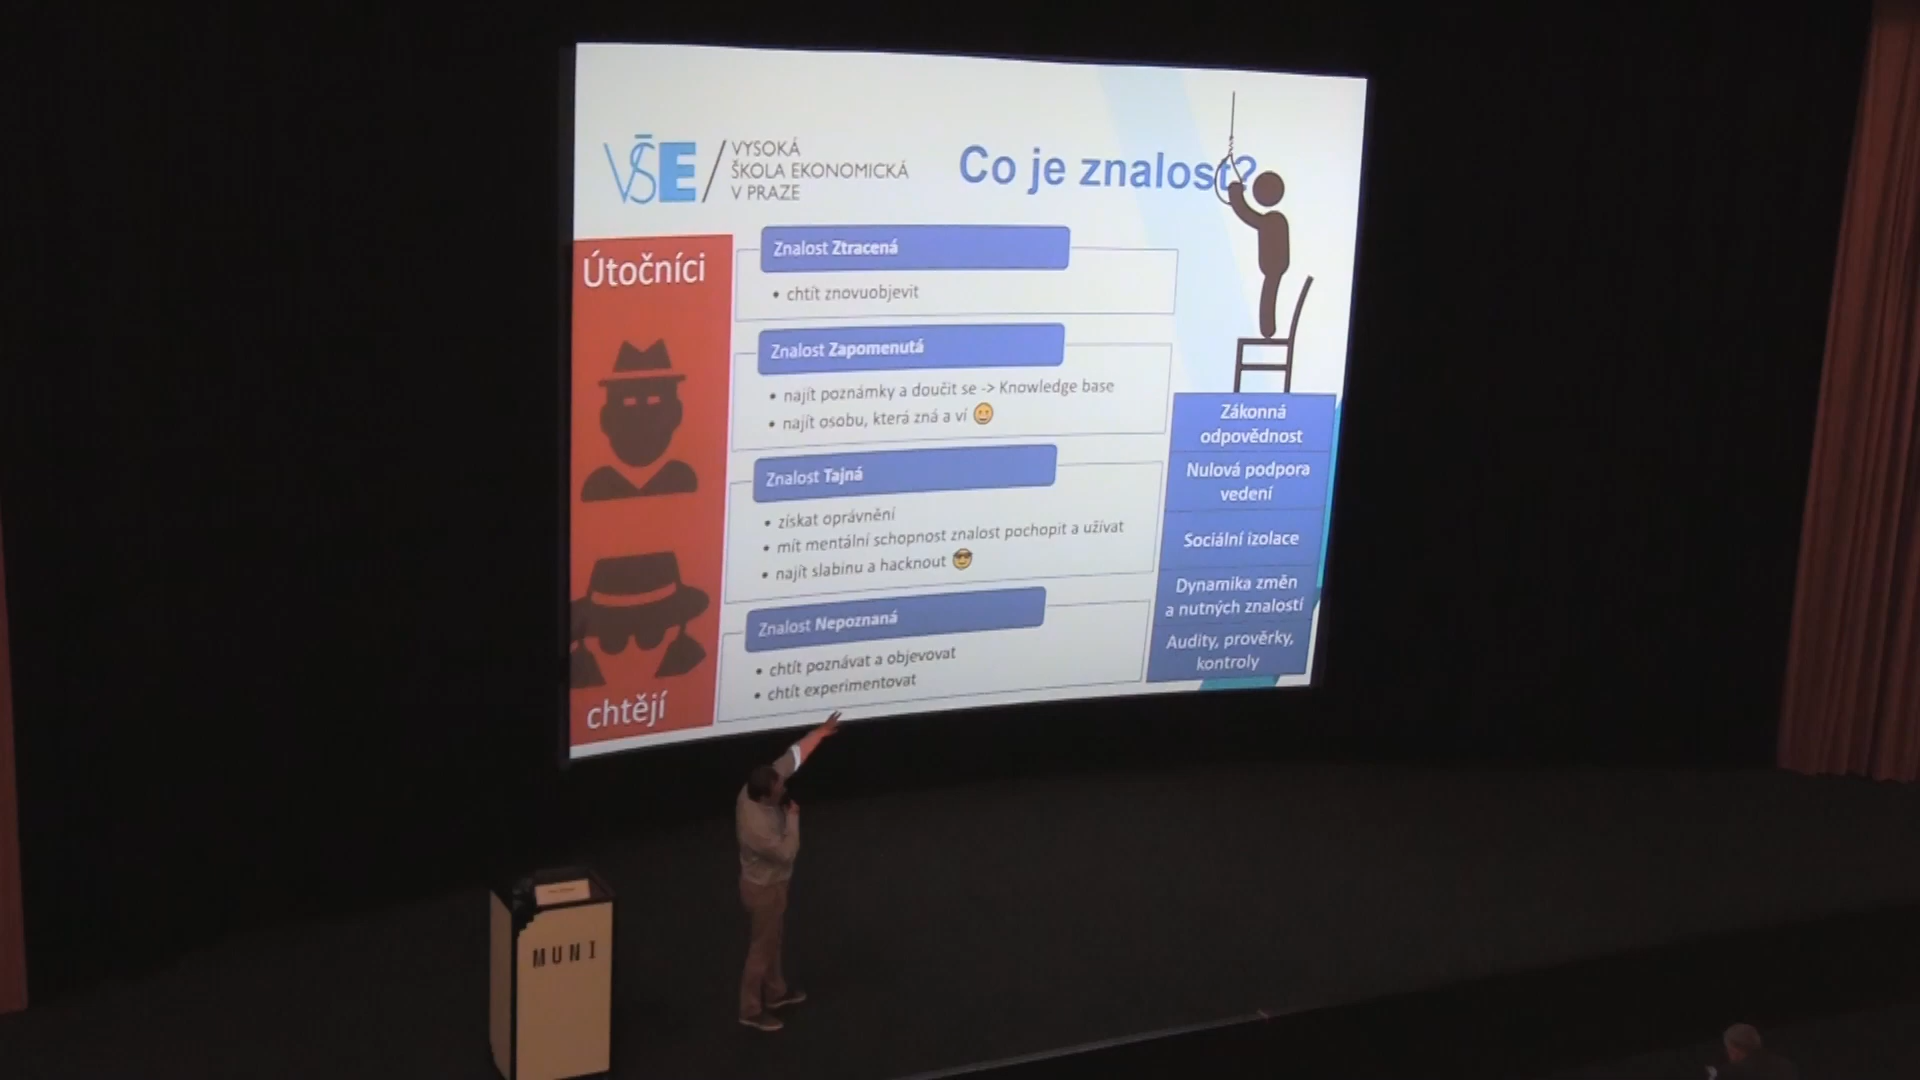 VŠE / VYSOKÁ
ŠKOLA EKONOMICKÁ
V PRAZE
Co je znalost?
Útočníci
chtějí
Znalost Ztracená
• chtít znovuobjevit
Znalost Zapomenutá
• najít poznámky a doučit se -> Knowledge base
• najít osobu, která zná a ví 😀
Znalost Tajná
• získat oprávnění
• mít mentální schopnost znalost pochopit a užívat
• najít slabinu a hacknout 😎
Znalost Nepoznaná
• chtít poznávat a objevovat
• chtít experimentovat
Zákonná
odpovědnost
Nulová podpora
vedení
Sociální izolace
Dynamika změn
a nutných znalostí
Audity, prověrky,
kontroly
MUNI